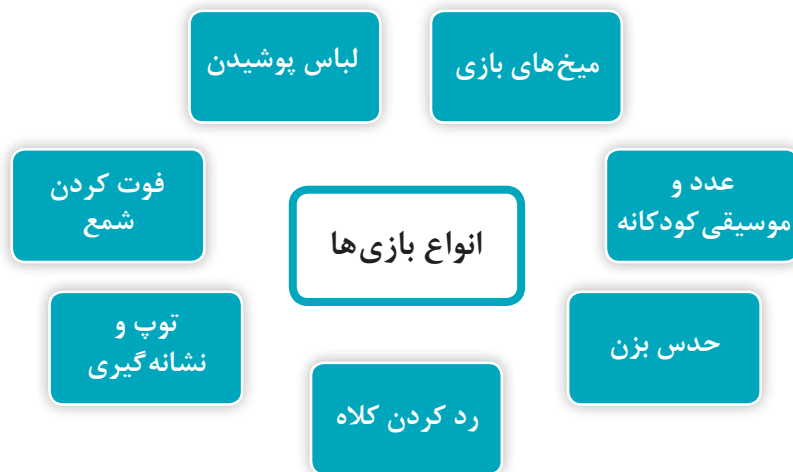 میخ‌های بازی
لباس پوشیدن
عدد و
موسیقی کودکانه
فوت کردن
شمع
انواع بازی‌ها
حدس بزن
توپ و
نشانه گیری
رد کردن کلاه